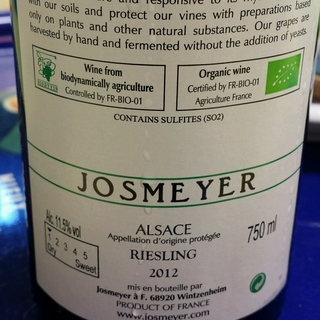 with our soils and protect our vines with preparations based
only on plants and other natural substances. Our grapes are
harvested by hand and fermented without the addition of yeasts.
Wine from
biodynamically agriculture
Controlled by FR-BIO-01
Organic wine
Certified by FR-BIO-01
Agriculture France
CONTAINS SULFITES (SO2)
JOSMEYER
Alc 11.5% vol
1 2 3 4 5
Dry Sweet
ALSACE
Appellation d'origine protégée
RIESLING
2012
750 ml
mis en bouteille par
Josmeyer à F. 68920 Wintzenheim
PRODUCT OF FRANCE
www.josmeyer.com